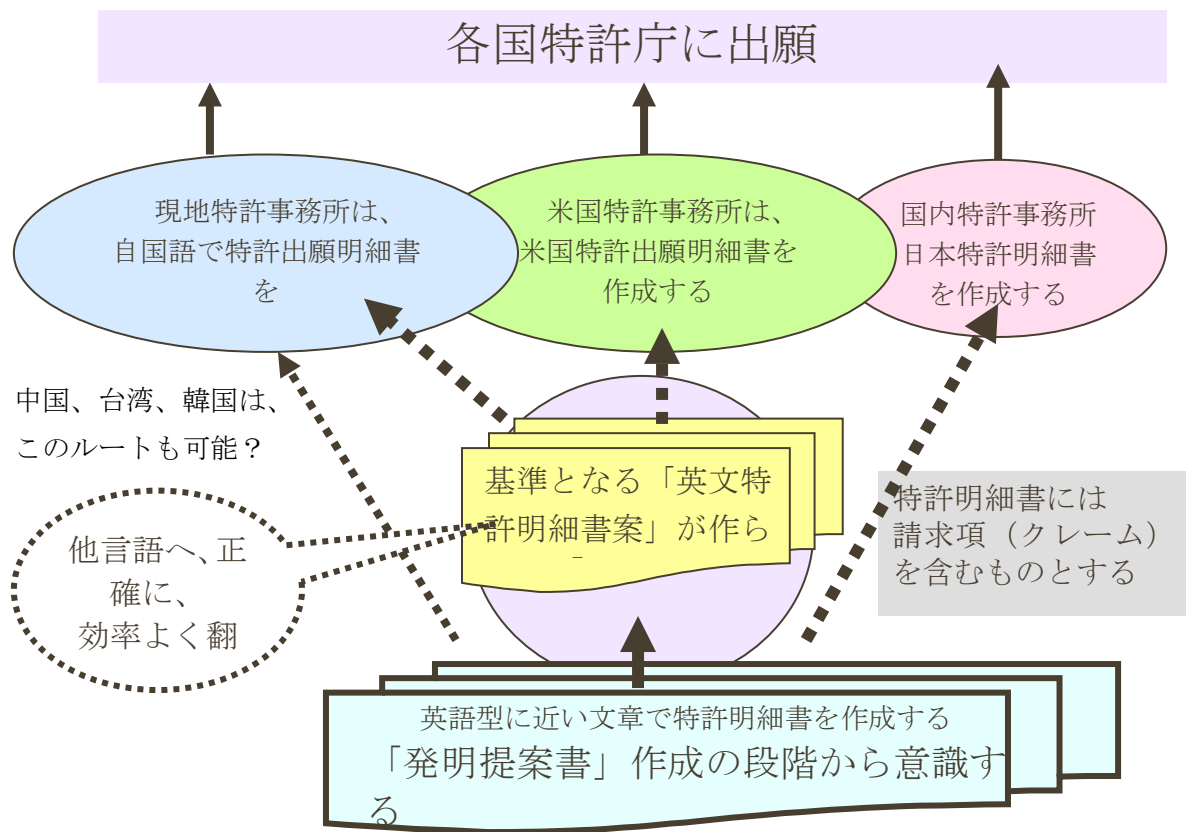 各国特許庁に出願
現地特許事務所は、
自国語で特許出願明細書
を
米国特許事務所は、
米国特許出願明細書を
作成する
国内特許事務所
日本特許明細書
を作成する
中国、台湾、韓国は、
このルートも可能？
基準となる「英文特
許明細書案」が作ら
他言語へ、正
確に、
効率よく翻
特許明細書には
請求項（クレーム）
を含むものとする
英語型に近い文章で特許明細書を作成する
「発明提案書」作成の段階から意識す
る